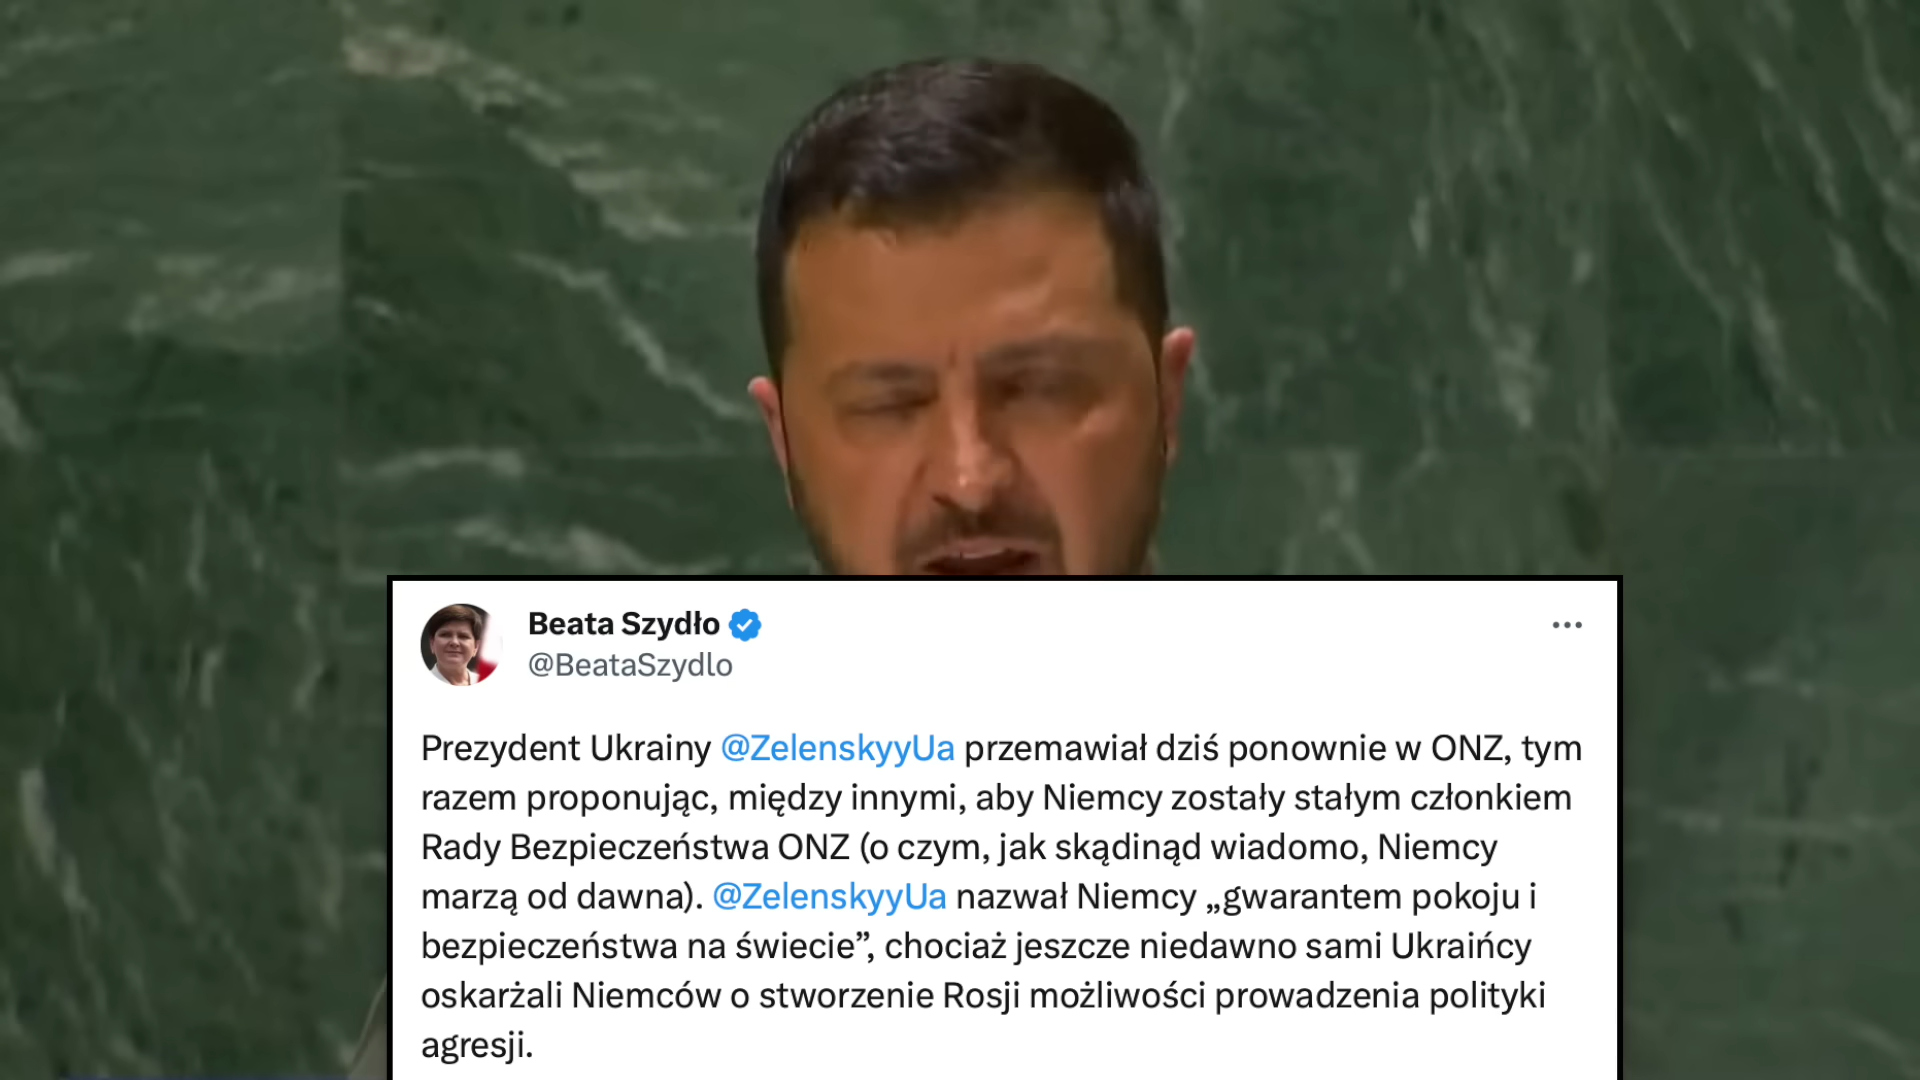 Beata Szydło
@BeataSzydlo
Prezydent Ukrainy @ZelenskyyUa przemawiał dziś ponownie w ONZ, tym
razem proponując, między innymi, aby Niemcy zostały stałym członkiem
Rady Bezpieczeństwa ONZ (o czym, jak skądinąd wiadomo, Niemcy
marzą od dawna). @ZelenskyyUa nazwał Niemcy „gwarantem pokoju i
bezpieczeństwa na świecie”, chociaż jeszcze niedawno sami Ukraińcy
oskarżali Niemców o stworzenie Rosji możliwości prowadzenia polityki
agresji.